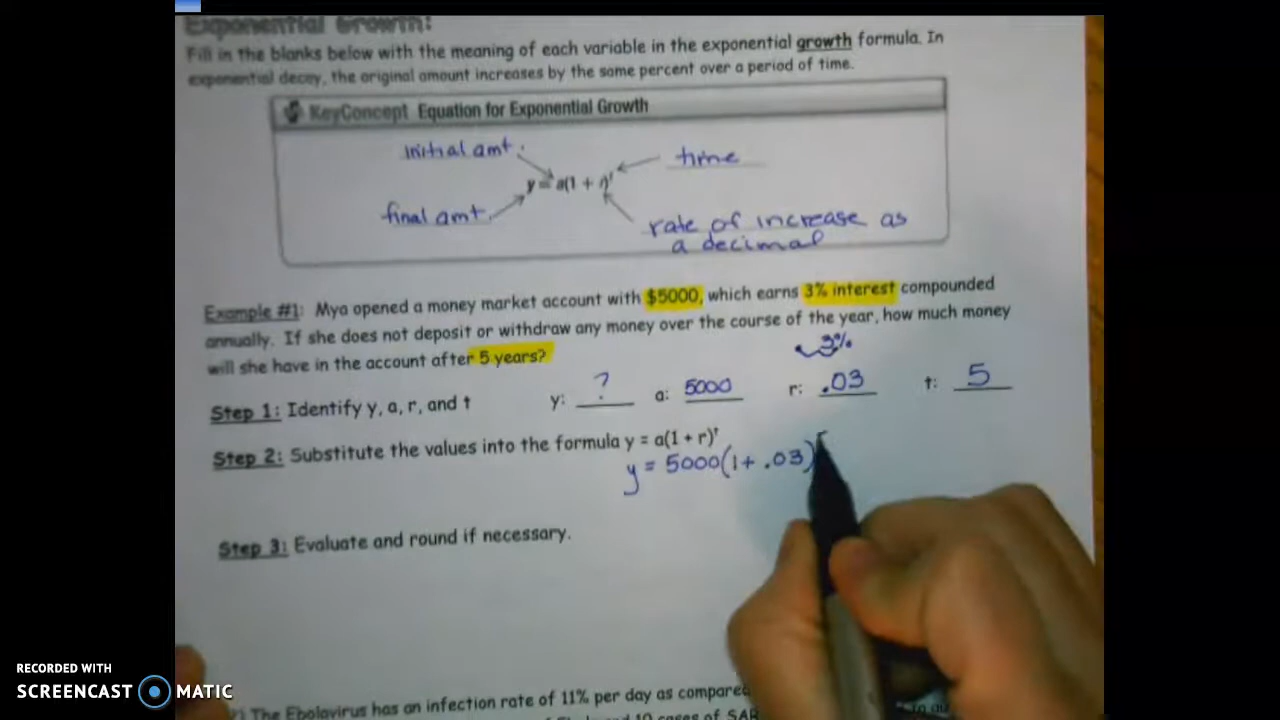 Exponential Growth:
Fill in the blanks below with the meaning of each variable in the exponential growth formula. In
exponential decay, the original amount increases by the same percent over a period of time.
KeyConcept Equation for Exponential Growth
initial amt.
time
y = a(1 + r)t
final amt.
rate of increase as
a decimal
Example #1: Mya opened a money market account with $5000, which earns 3% interest compounded
annually. If she does not deposit or withdraw any money over the course of the year, how much money
will she have in the account after 5 years?
3%
Step 1: Identify y, a, r, and t y: ? a: 5000 r: .03 t: 5
Step 2: Substitute the values into the formula y = a(1 + r)t
y = 5000(1 + .03)
Step 3: Evaluate and round if necessary.
The Ebolavirus has an infection rate of 11% per day as compared
10 cases of SAR
RECORDED WITH
SCREENCAST MATIC